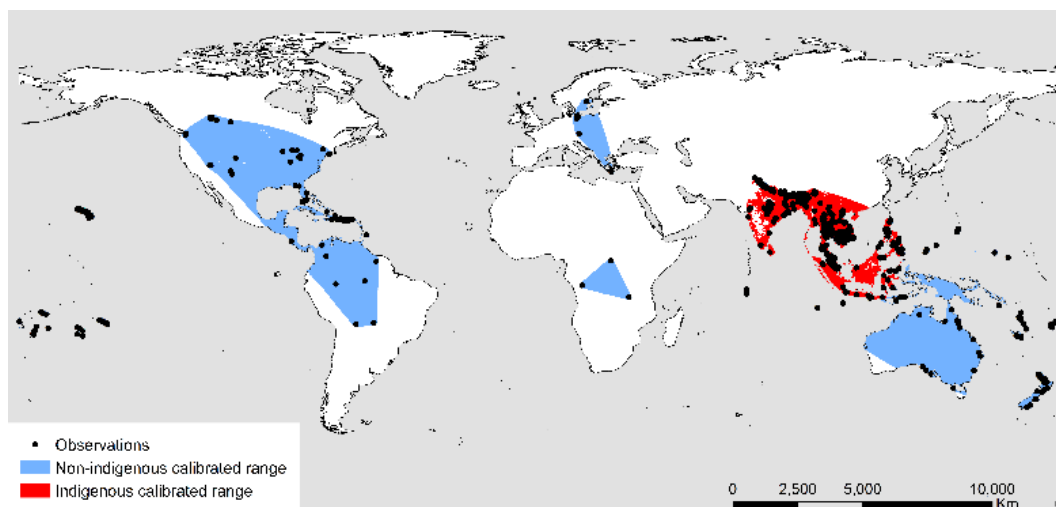 Observations
Non-indigenous calibrated range
Indigenous calibrated range
0 2,500 5,000 10,000
Km